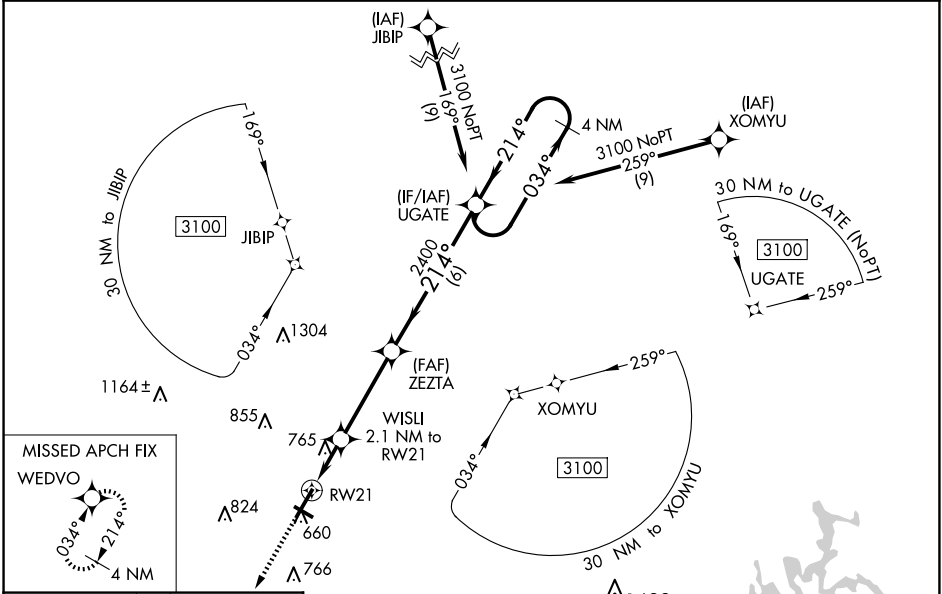 (IAF)
JIBIP
3100 NoPT
169°
(9)
(IAF)
XOMYU
3100 NoPT
259°
(9)
4 NM
214°
034°
(IF/IAF)
UGATE
2400
214°
(6)
30 NM to JIBIP
169°
3100
JIBIP
034°
30 NM to UGATE (NoPT)
169°
3100
UGATE
259°
1304
1164±
855
(FAF)
ZEZTA
WISLI
2.1 NM to
RW21
765
RW21
824
660
766
259°
XOMYU
034°
3100
30 NM to XOMYU
MISSED APCH FIX
WEDVO
034°
214°
4 NM